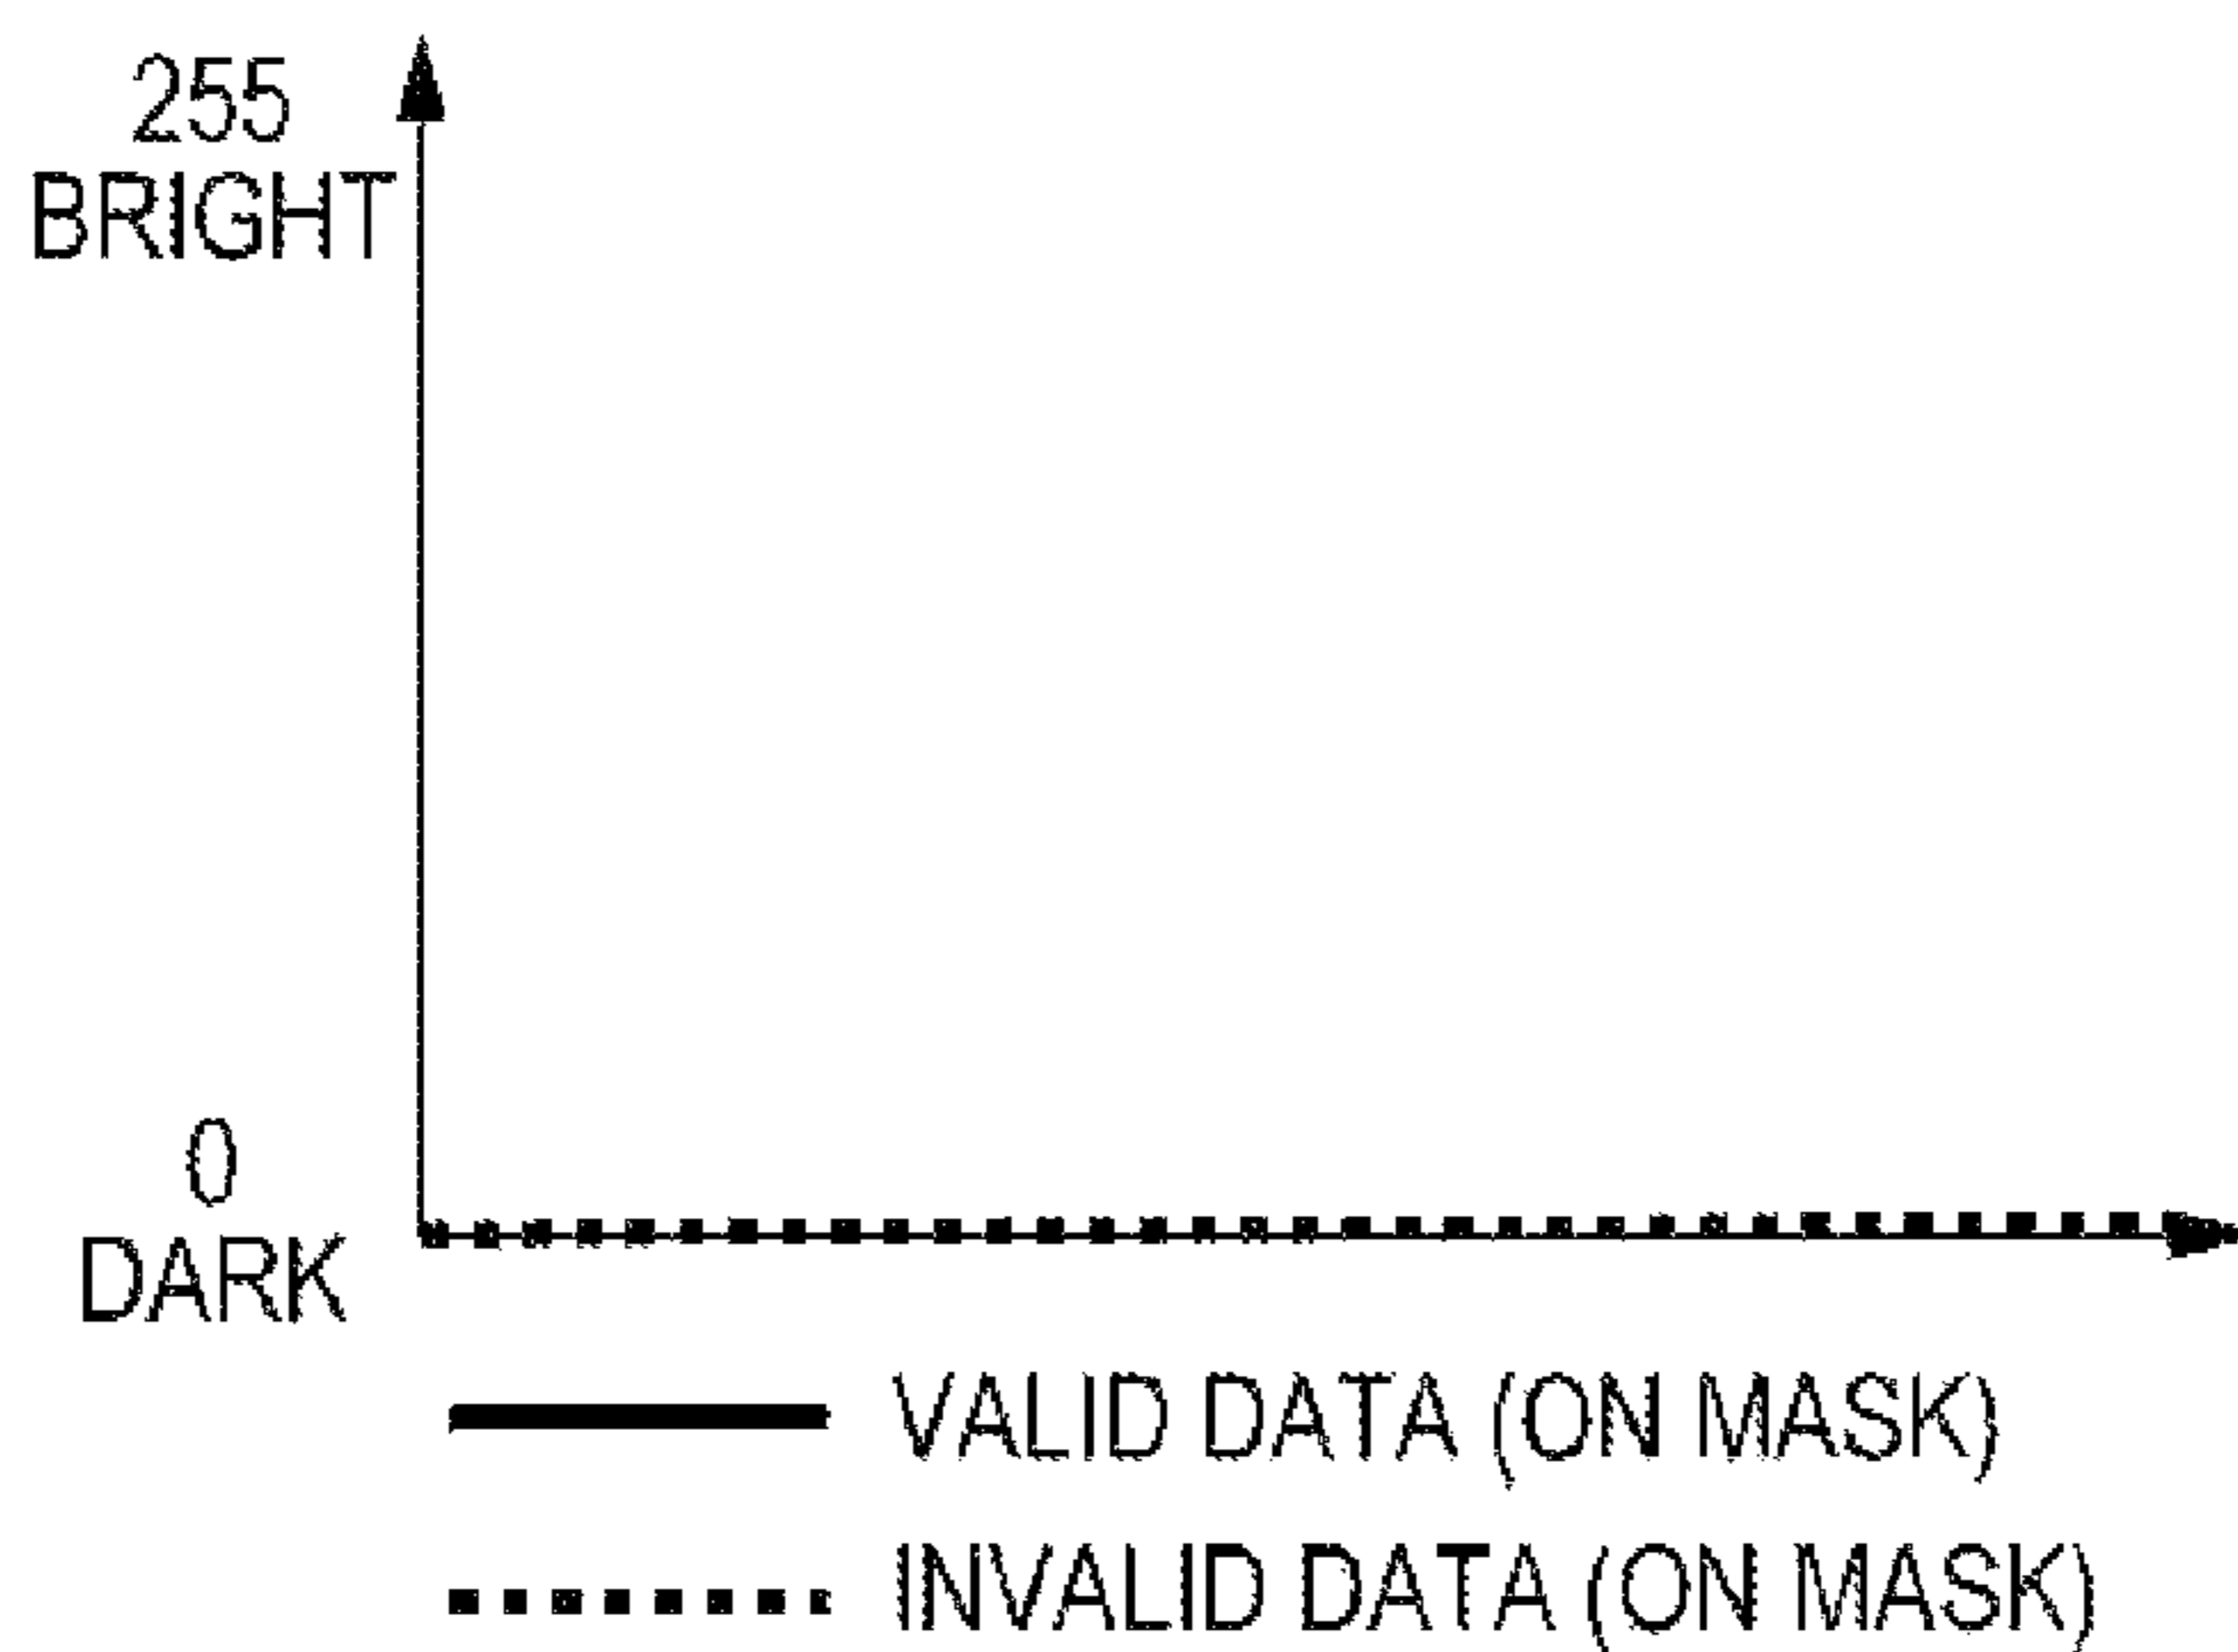 255
BRIGHT
0
DARK
VALID DATA (ON MASK)
INVALID DATA (ON MASK)